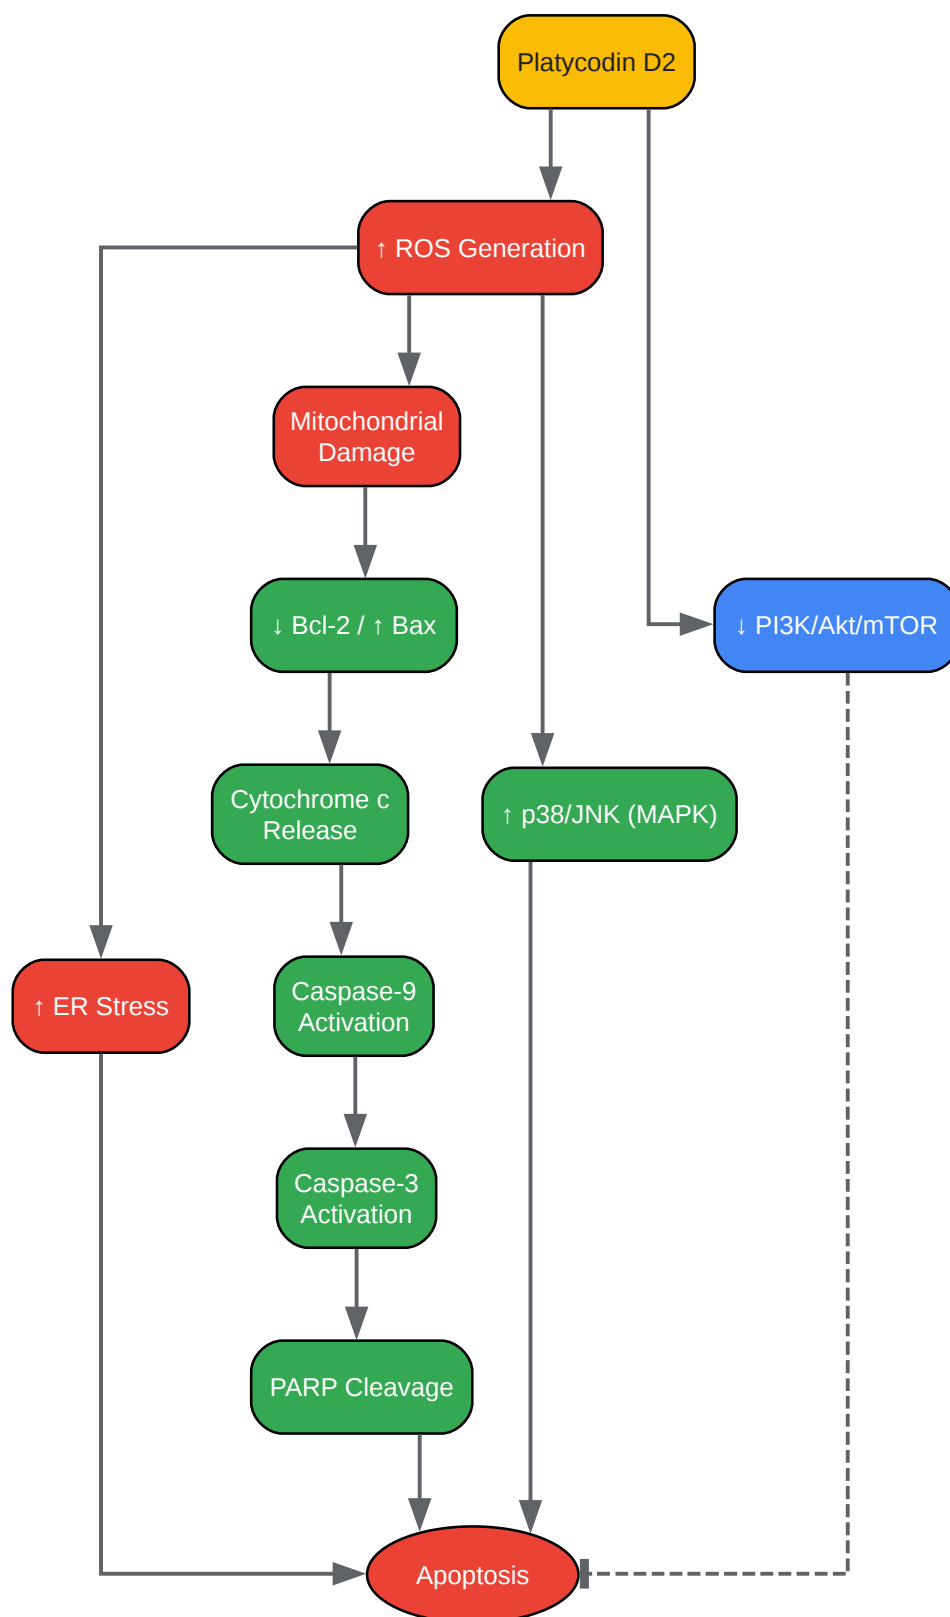 Platycodin D2
↑ ROS Generation
Mitochondrial
Damage
↓ Bcl-2 / ↑ Bax
↓ PI3K/Akt/mTOR
Cytochrome c
Release
↑ p38/JNK (MAPK)
↑ ER Stress
Caspase-9
Activation
Caspase-3
Activation
PARP Cleavage
Apoptosis